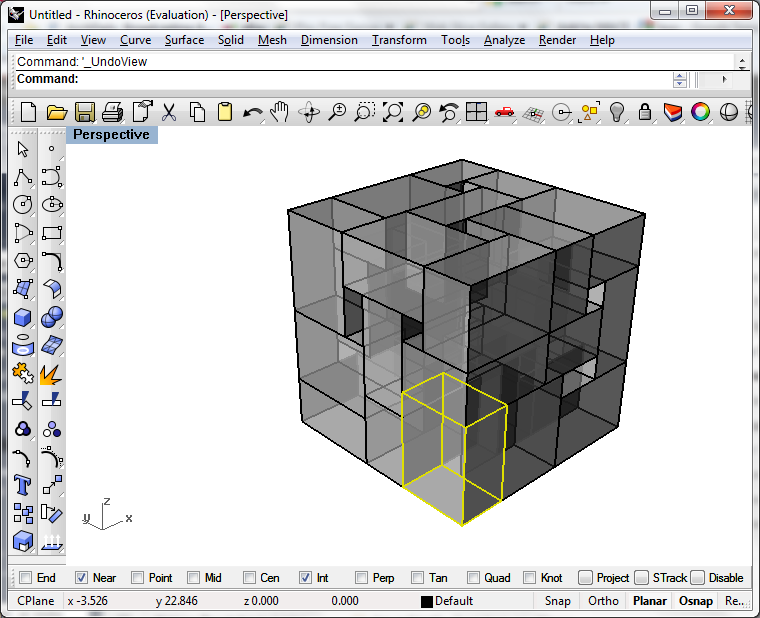 Untitled - Rhinoceros (Evaluation) - [Perspective]
File Edit View Curve Surface Solid Mesh Dimension Transform Tools Analyze Render Help
Command: '_UndoView
Command:
Perspective
z
y x
End Near Point Mid Cen Int Perp Tan Quad Knot Project STrack Disable
CPlane x -3.526 y 22.846 z 0.000 0.000 Default Snap Ortho Planar Osnap Re..